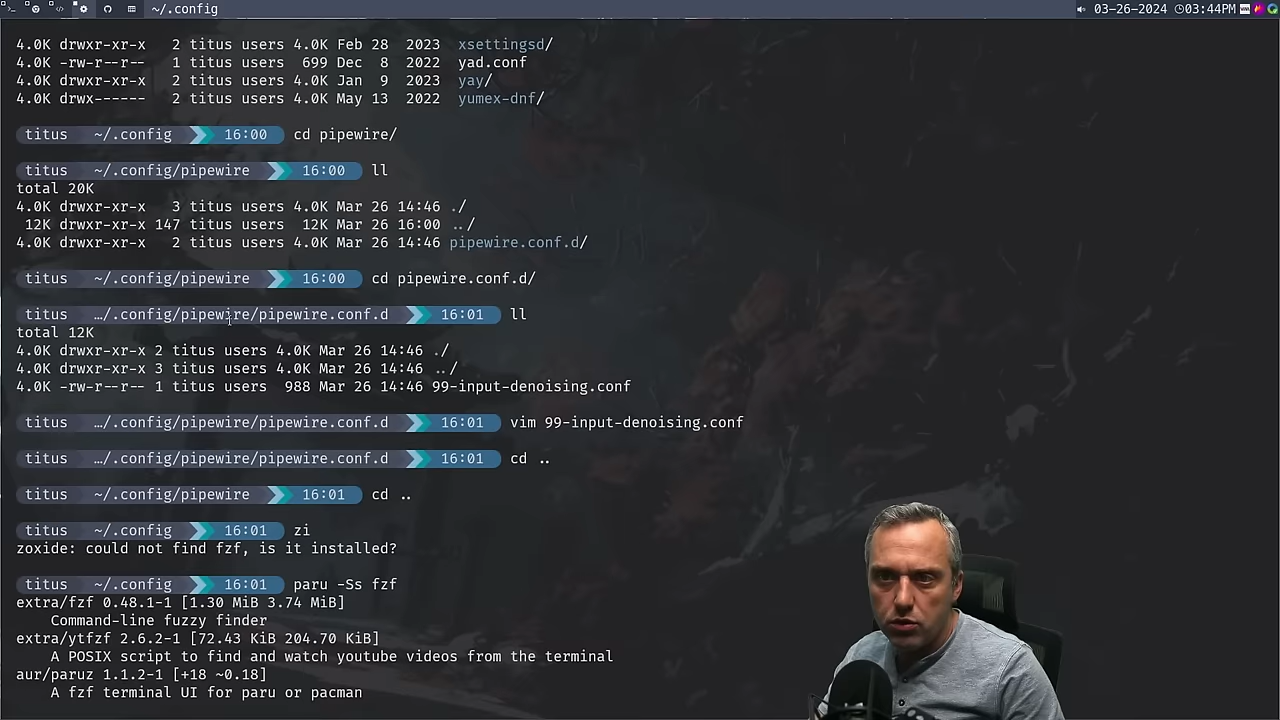 ~/.config
03-26-2024 03:44PM
4.0K drwxr-xr-x 2 titus users 4.0K Feb 28 2023 xsettingsd/
4.0K -rw-r--r-- 1 titus users 699 Dec 8 2022 yad.conf
4.0K drwxr-xr-x 2 titus users 4.0K Jan 9 2023 yay/
4.0K drwx------ 2 titus users 4.0K May 13 2022 yumex-dnf/
titus ~/.config 16:00 cd pipewire/
titus ~/.config/pipewire 16:00 ll
total 20K
4.0K drwxr-xr-x 3 titus users 4.0K Mar 26 14:46 ./
12K drwxr-xr-x 147 titus users 12K Mar 26 16:00 ../
4.0K drwxr-xr-x 2 titus users 4.0K Mar 26 14:46 pipewire.conf.d/
titus ~/.config/pipewire 16:00 cd pipewire.conf.d/
titus …/.config/pipewire/pipewire.conf.d 16:01 ll
total 12K
4.0K drwxr-xr-x 2 titus users 4.0K Mar 26 14:46 ./
4.0K drwxr-xr-x 3 titus users 4.0K Mar 26 14:46 ../
4.0K -rw-r--r-- 1 titus users 988 Mar 26 14:46 99-input-denoising.conf
titus …/.config/pipewire/pipewire.conf.d 16:01 vim 99-input-denoising.conf
titus …/.config/pipewire/pipewire.conf.d 16:01 cd ..
titus ~/.config/pipewire 16:01 cd ..
titus ~/.config 16:01 zi
zoxide: could not find fzf, is it installed?
titus ~/.config 16:01 paru -Ss fzf
extra/fzf 0.48.1-1 [1.30 MiB 3.74 MiB]
Command-line fuzzy finder
extra/ytfzf 2.6.2-1 [72.43 KiB 204.70 KiB]
A POSIX script to find and watch youtube videos from the terminal
aur/paruz 1.1.2-1 [+18 ~0.18]
A fzf terminal UI for paru or pacman